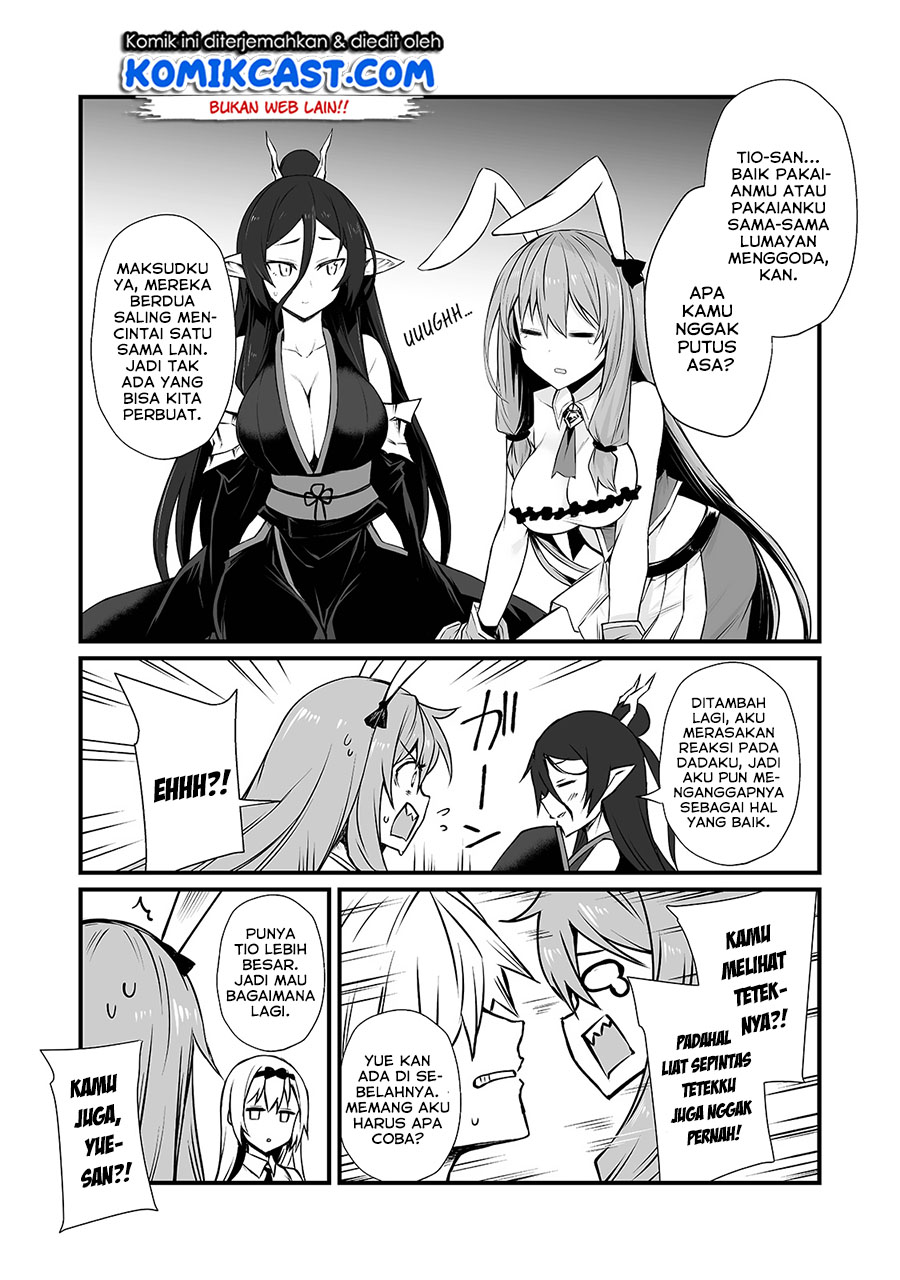 Komik ini diterjemahkan & diedit oleh
KOMIKCAST.COM
BUKAN WEB LAIN!!
TIO-SAN...
BAIK PAKAI-
ANMU ATAU
PAKAIANKU
SAMA-SAMA
LUMAYAN
MENGGODA,
KAN.
APA
KAMU
NGGAK
PUTUS
ASA?
UUUGHH...
MAKSUDKU
YA, MEREKA
BERDUA
SALING MEN-
CINTAI SATU
SAMA LAIN.
JADI TAK
ADA YANG
BISA KITA
PERBUAT.
DITAMBAH
LAGI, AKU
MERASAKAN
REAKSI PADA
DADAKU, JADI
AKU PUN ME-
NGANGGAPNYA
SEBAGAI HAL
YANG BAIK.
ガーン
EHHH?!
KAMU
MELIHAT
TETEK-
NYA?!
PADAHAL
LIAT SEPINTAS
TETEKKU
JUGA NGGAK
PERNAH!
YUE KAN
ADA DI SE-
BELAHNYA.
MEMANG AKU
HARUS APA
COBA?
PUNYA
TIO LEBIH
BESAR.
JADI MAU
BAGAIMANA
LAGI.
KAMU
JUGA,
YUE-
SAN?!